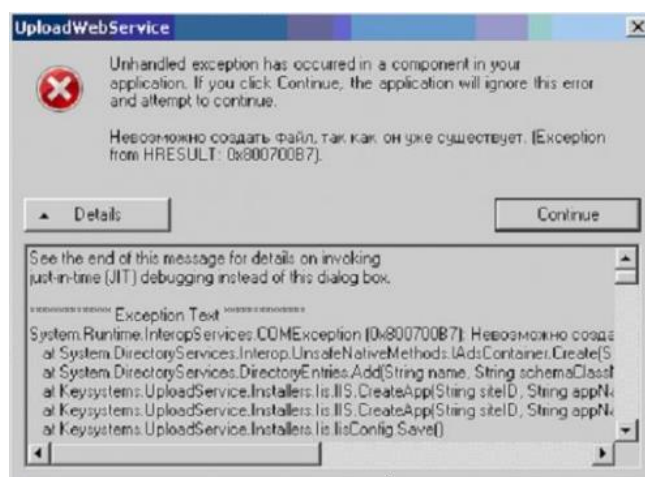 UploadWebService
Unhandled exception has occurred in a component in your
application. If you click Continue, the application will ignore this error
and attempt to continue.
Невозможно создать файл, так как он уже существует. (Exception
from HRESULT: 0x800700B7).
Details
Continue
See the end of this message for details on invoking
just-in-time (JIT) debugging instead of this dialog box.
************** Exception Text **************
System.Runtime.InteropServices.COMException (0x800700B7): Невозможно созда
at System.DirectoryServices.Interop.UnsafeNativeMethods.IAdsContainer.Create(S
at System.DirectoryServices.DirectoryEntries.Add(String name, String schemaClassN
at Keysystems.UploadService.Installers.Iis.IIS.CreateApp(String siteID, String appNa
at Keysystems.UploadService.Installers.Iis.IIS.CreateApp(String siteID, String appNa
at Keysystems.UploadService.Installers.Iis.IisConfig.Save()